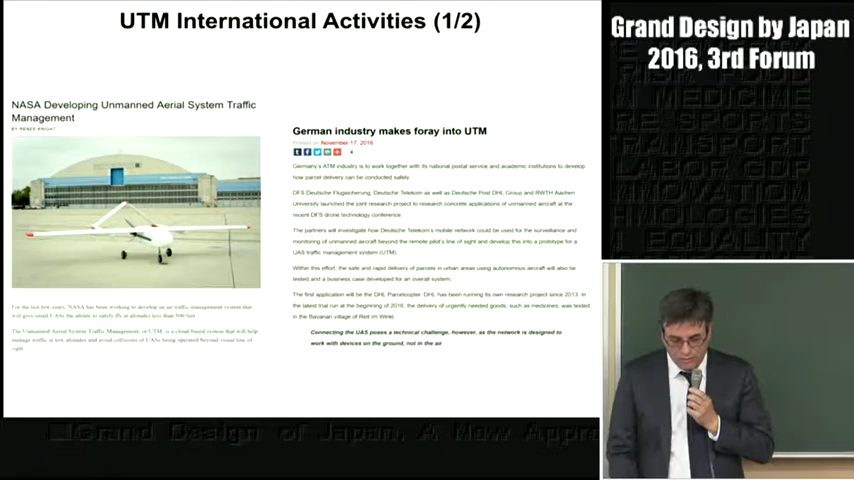 UTM International Activities (1/2)
Grand Design by Japan
2016, 3rd Forum
NASA Developing Unmanned Aerial System Traffic
Management
BY RENEE KNIGHT
For the last few years, NASA has been working to develop an air traffic management system that
will give small UASs the ability to safely fly at altitudes less than 500 feet.
The Unmanned Aerial System Traffic Management, or UTM, is a cloud based system that will help
manage traffic at low altitudes and avoid collisions of UASs being operated beyond visual line of
sight
German industry makes foray into UTM
Posted on November 17, 2016
4
Germany's ATM industry is to work together with its national postal service and academic institutions to develop
how parcel delivery can be conducted safely.
DFS Deutsche Flugsicherung, Deutsche Telekom as well as Deutsche Post DHL Group and RWTH Aachen
University launched the joint research project to research concrete applications of unmanned aircraft at the
recent DFS drone technology conference.
The partners will investigate how Deutsche Telekom's mobile network could be used for the surveillance and
monitoring of unmanned aircraft beyond the remote pilot's line of sight and develop this into a prototype for a
UAS traffic management system (UTM).
Within this effort, the safe and rapid delivery of parcels in urban areas using autonomous aircraft will also be
tested and a business case developed for an overall system.
The first application will be the DHL Parcelcopter. DHL has been running its own research project since 2013. In
the latest trial run at the beginning of 2016, the delivery of urgently needed goods, such as medicines, was tested
in the Bavarian village of Reit im Winkl.
Connecting the UAS poses a technical challenge, however, as the network is designed to
work with devices on the ground, not in the air
MEDICINE
RE SPORTS
EQUALITY
Grand Design of Japan, A New Appro